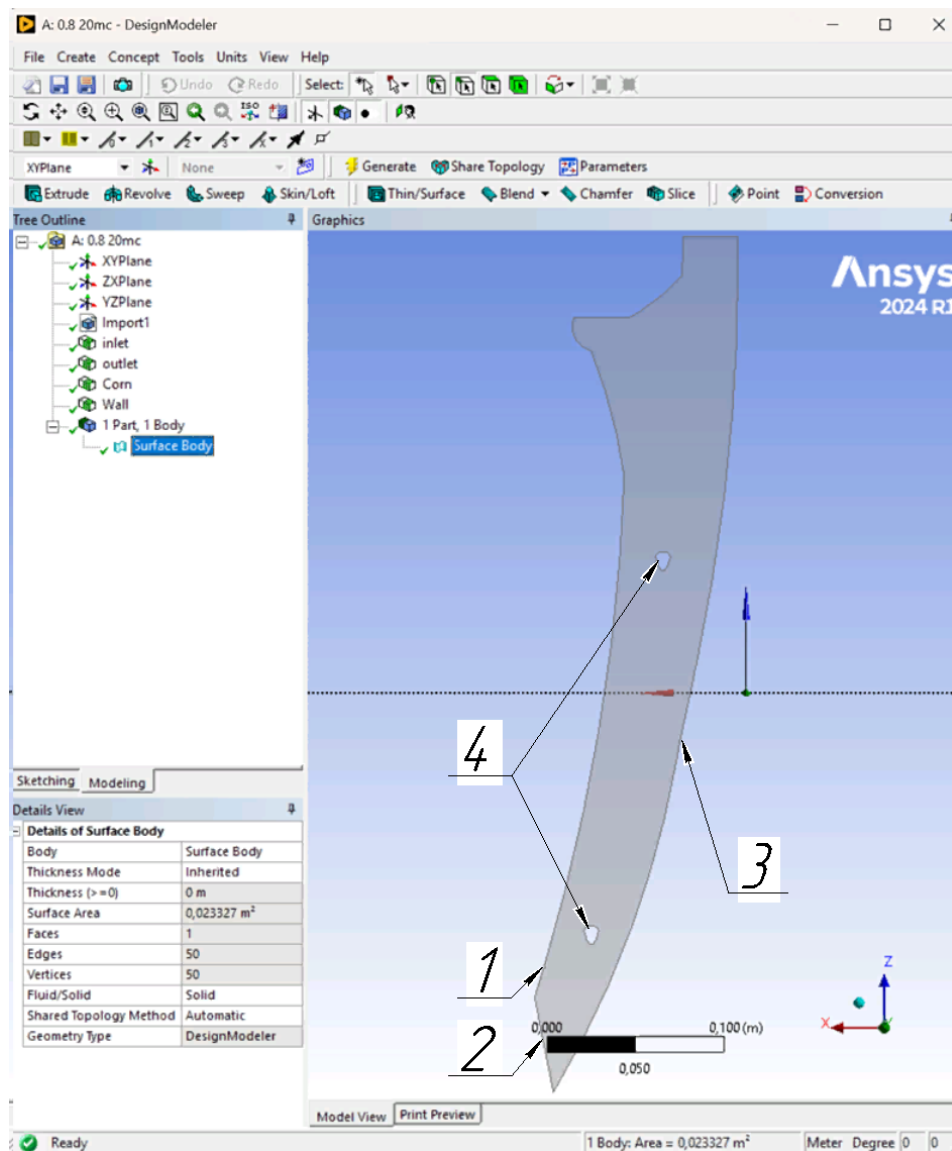 A: 0.8 20mc - DesignModeler
File Create Concept Tools Units View Help
Undo Redo Select:
ISO
XYPlane None Generate Share Topology Parameters
Extrude Revolve Sweep Skin/Loft Thin/Surface Blend Chamfer Slice Point Conversion
Tree Outline
A: 0.8 20mc
XYPlane
ZXPlane
YZPlane
Import1
inlet
outlet
Corn
Wall
1 Part, 1 Body
Surface Body
Sketching Modeling
Details View
Details of Surface Body
Body Surface Body
Thickness Mode Inherited
Thickness (>=0) 0 m
Surface Area 0,023327 m²
Faces 1
Edges 50
Vertices 50
Fluid/Solid Solid
Shared Topology Method Automatic
Geometry Type DesignModeler
Graphics
Ansys
2024 R1
4
3
1
2
0,000 0,100 (m)
0,050
Z
X
Model View Print Preview
Ready 1 Body: Area = 0,023327 m² Meter Degree 0 0